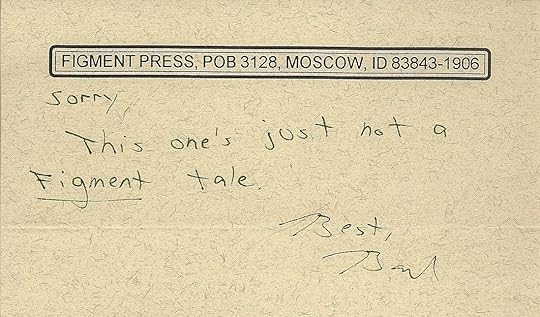 FIGMENT PRESS, POB 3128, MOSCOW, ID 83843-1906
Sorry,
This one's just not a
Figment tale.
Best,